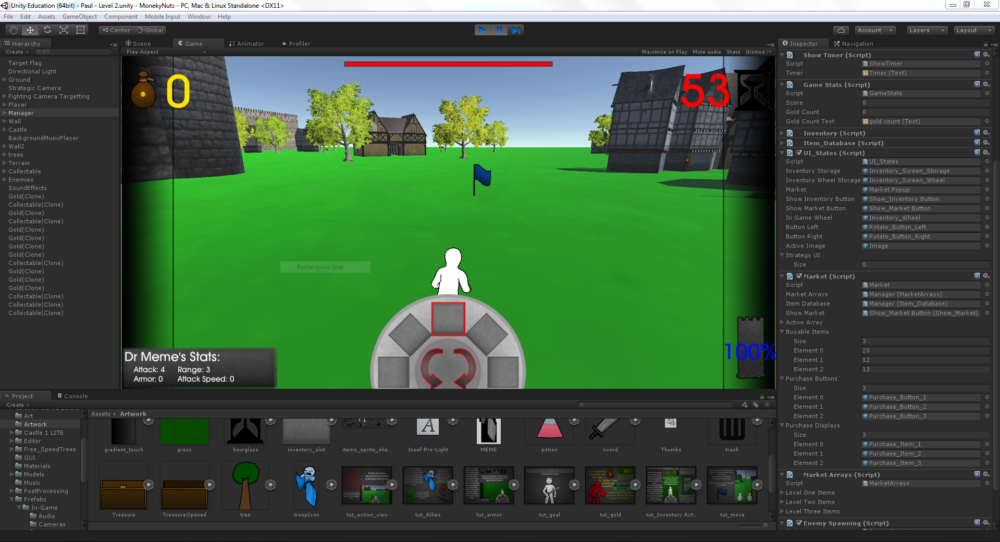 Unity Education (64bit) - Paul - Level 2.unity - MonekyNuts - PC, Mac & Linux Standalone <DX11>
File Edit Assets GameObject Component Mobile Input Window Help
Center Global Account Layers Layout
Hierarchy
Create All
Target Flag
Directional Light
Ground
Strategic Camera
Fighting Camera Targetting
Player
Manager
Wall
Castle
BackgroundMusicPlayer
Wall2
trees
Terrain
Collectable
Enemies
SoundEffects
Gold(Clone)
Collectable(Clone)
Gold(Clone)
Collectable(Clone)
Gold(Clone)
Gold(Clone)
Gold(Clone)
Gold(Clone)
Collectable(Clone)
Gold(Clone)
Gold(Clone)
Gold(Clone)
Collectable(Clone)
Collectable(Clone)
Collectable(Clone)
Scene Game Animator Profiler
Free Aspect Maximize on Play Mute audio Stats Gizmos
0
53
Rectangular Snip
100%
Dr Meme's Stats:
Attack: 4 Range: 3
Armor: 0 Attack Speed: 0
Inspector Navigation
Show Timer (Script)
Script ShowTimer
Timer Timer (Text)
Game Stats (Script)
Script GameStats
Score 0
Gold Count 0
Gold Count Text gold count (Text)
Inventory (Script)
Item_Database (Script)
UI_States (Script)
Script UI_States
Inventory Storage Inventory_Screen_Storage
Inventory Wheel Storage Inventory_Screen_Wheel
Market Market Popup
Show Inventory Button Show_Inventory Button
Show Market Button Show_Market Button
In Game Wheel Inventory_Wheel
Button Left Rotate_Button_Left
Button Right Rotate_Button_Right
Active Image Image
Strategy UI
Size 0
Market (Script)
Script Market
Market Arrays Manager (MarketArrays)
Item Database Manager (Item_Database)
Show Market Show_Market Button (Show_Market)
Active Array
Buyable Items
Size 3
Element 0 20
Element 1 12
Element 2 13
Purchase Buttons
Size 3
Element 0 Purchase_Button_1
Element 1 Purchase_Button_2
Element 2 Purchase_Button_3
Purchase Displays
Size 3
Element 0 Purchase_Item_1
Element 1 Purchase_Item_2
Element 2 Purchase_Item_3
Market Arrays (Script)
Script MarketArrays
Level One Items
Level Two Items
Level Three Items
Enemy Spawning (Script)
Project Console
Create
Art
Artwork
Castle 1 LITE
Editor
Free_SpeedTrees
GUI
Materials
Models
Music
PostProcessing
Prefabs
In-Game
Audio
Cameras
Assets Artwork
A
gradient_touch grass hourglass inventory_slot items_sprite_she... Josef-Pro-Light MEME potion sword Thumbs trash
527
Treasure TreasureOpened tree troopIcon tut_action_view tut_Allies tut_armor tut_goal tut_gold tut_Inventory Act... tut_move